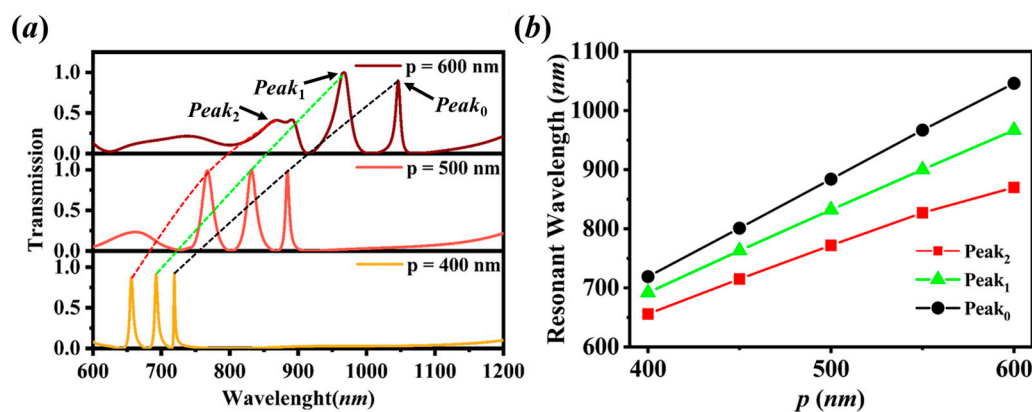 (a)
Transmission
1.0
0.5
0.0
1.0
0.5
0.0
1.0
0.5
0.0
Peak2
Peak1
Peak0
p = 600 nm
p = 500 nm
p = 400 nm
600 700 800 900 1000 1100 1200
Wavelenght(nm)
(b)
Resonant Wavelength (nm)
1100
1000
900
800
700
600
Peak2
Peak1
Peak0
400 500 600
p (nm)